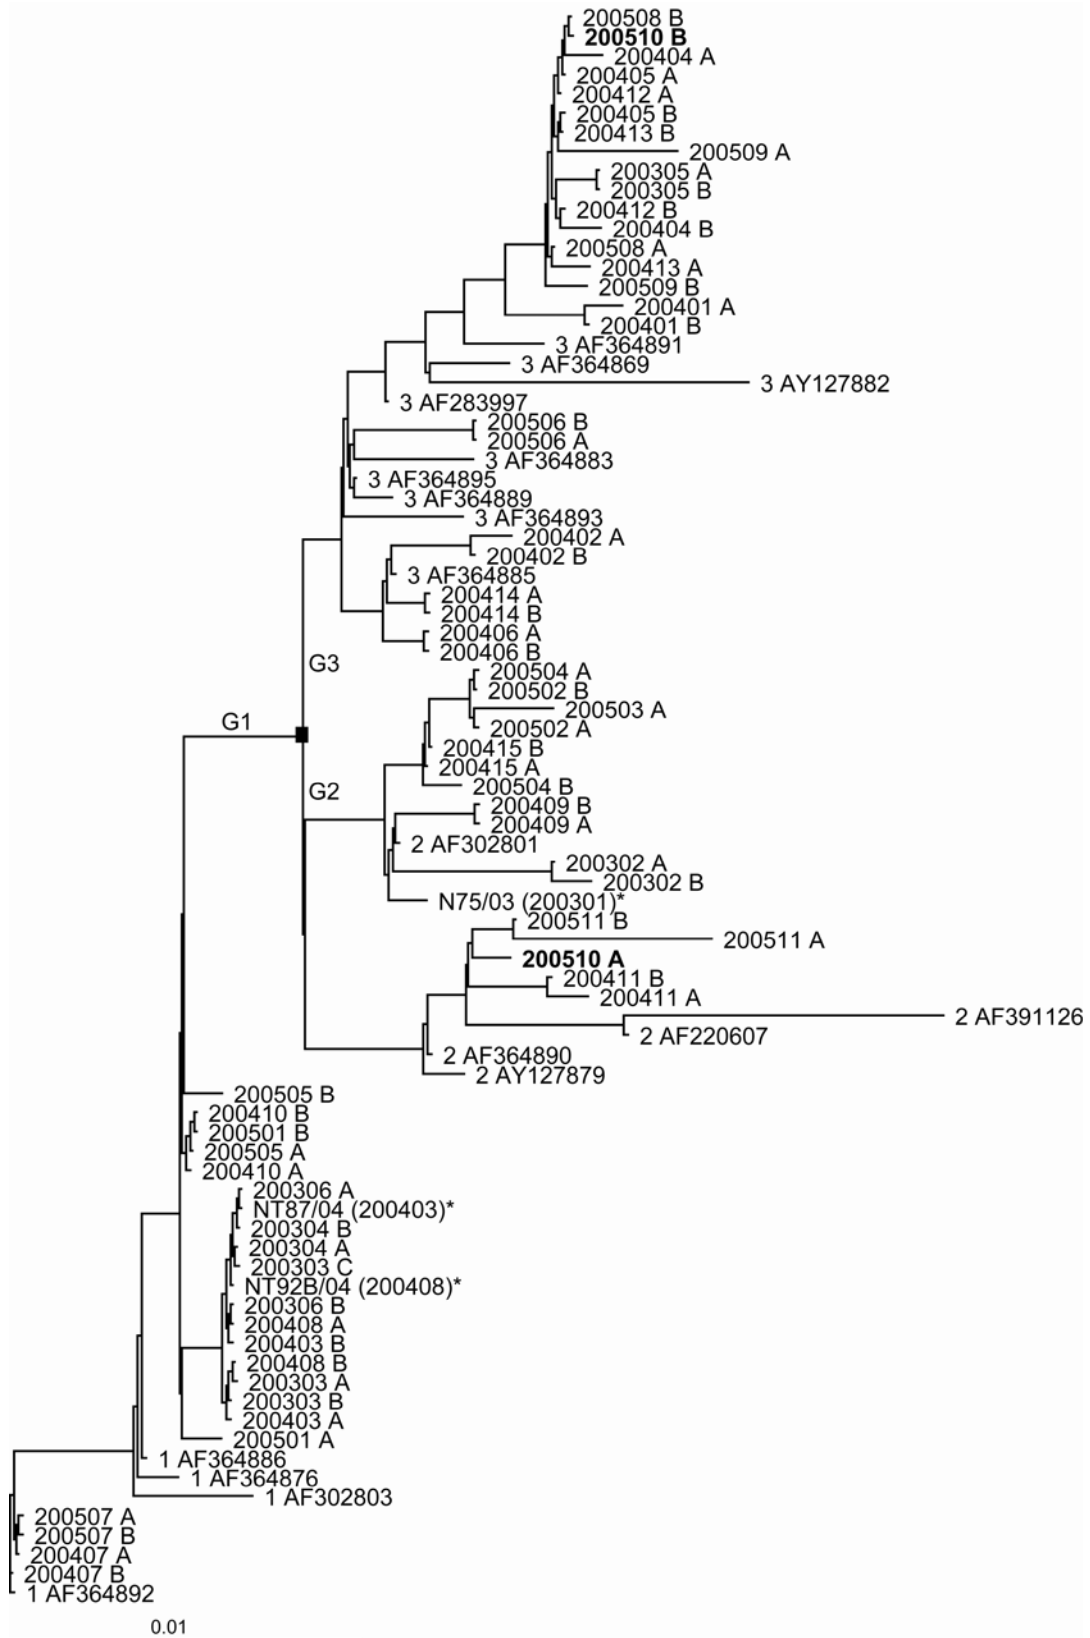 200508 B
200510 B
200404 A
200405 A
200412 A
200405 B
200413 B
200509 A
200305 A
200305 B
200412 B
200404 B
200508 A
200413 A
200509 B
200401 A
200401 B
3 AF364891
3 AF364869
3 AY127882
3 AF283997
200506 B
200506 A
3 AF364883
3 AF364895
3 AF364889
3 AF364893
200402 A
200402 B
3 AF364885
200414 A
200414 B
200406 A
200406 B
G3
200504 A
200502 B
200503 A
G1
200502 A
200415 B
200415 A
200504 B
G2
200409 B
200409 A
2 AF302801
200302 A
200302 B
N75/03 (200301)*
200511 B
200511 A
200510 A
200411 B
200411 A
2 AF391126
2 AF220607
2 AF364890
2 AY127879
200505 B
200410 B
200501 B
200505 A
200410 A
200306 A
NT87/04 (200403)*
200304 B
200304 A
200303 C
NT92B/04 (200408)*
200306 B
200408 A
200403 B
200408 B
200303 A
200303 B
200403 A
200501 A
1 AF364886
1 AF364876
1 AF302803
200507 A
200507 B
200407 A
200407 B
1 AF364892
0.01